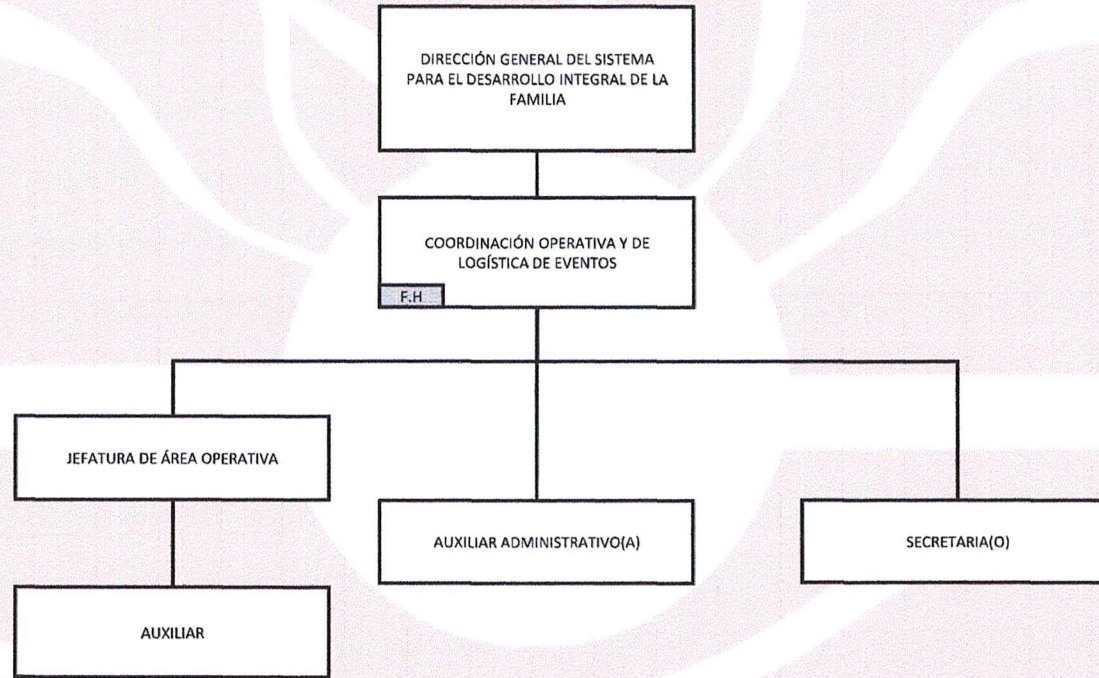 DIRECCIÓN GENERAL DEL SISTEMA
PARA EL DESARROLLO INTEGRAL DE LA
FAMILIA
COORDINACIÓN OPERATIVA Y DE
LOGÍSTICA DE EVENTOS
F.H
JEFATURA DE ÁREA OPERATIVA
AUXILIAR ADMINISTRATIVO(A)
SECRETARIA(O)
AUXILIAR